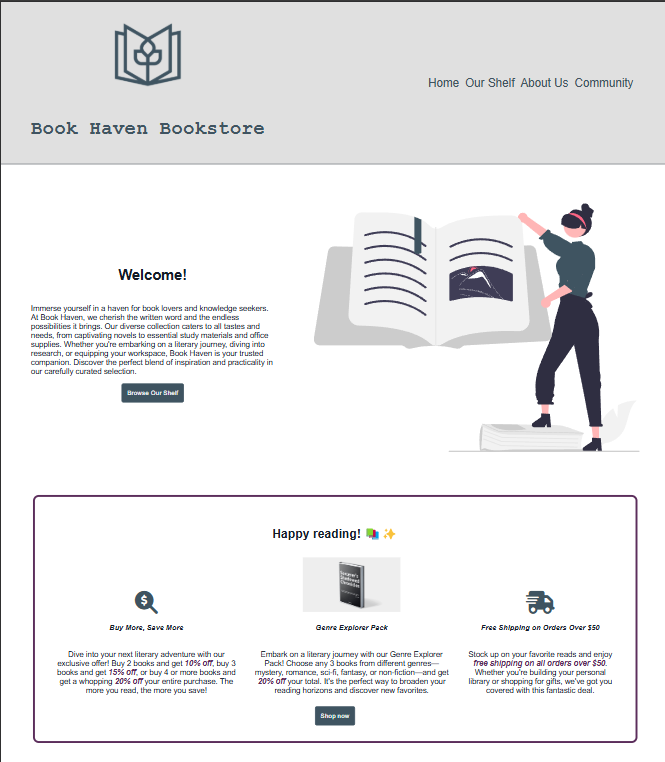 Home Our Shelf About Us Community
Book Haven Bookstore
Welcome!
Immerse yourself in a haven for book lovers and knowledge seekers.
At Book Haven, we cherish the written word and the endless
possibilities it brings. Our diverse collection caters to all tastes and
needs, from captivating novels to essential study materials and office
supplies. Whether you're embarking on a literary journey, diving into
research, or equipping your workspace, Book Haven is your trusted
companion. Discover the perfect blend of inspiration and practicality in
our carefully curated selection.
Browse Our Shelf
Happy reading! 📚✨
Buy More, Save More
Dive into your next literary adventure with our
exclusive offer! Buy 2 books and get 10% off, buy 3
books and get 15% off, or buy 4 or more books and
get a whopping 20% off your entire purchase. The
more you read, the more you save!
Genre Explorer Pack
Embark on a literary journey with our Genre Explorer
Pack! Choose any 3 books from different genres—
mystery, romance, sci-fi, fantasy, or non-fiction—and get
20% off your total. It's the perfect way to broaden your
reading horizons and discover new favorites.
Shop now
Free Shipping on Orders Over $50
Stock up on your favorite reads and enjoy
free shipping on all orders over $50.
Whether you're building your personal
library or shopping for gifts, we've got you
covered with this fantastic deal.